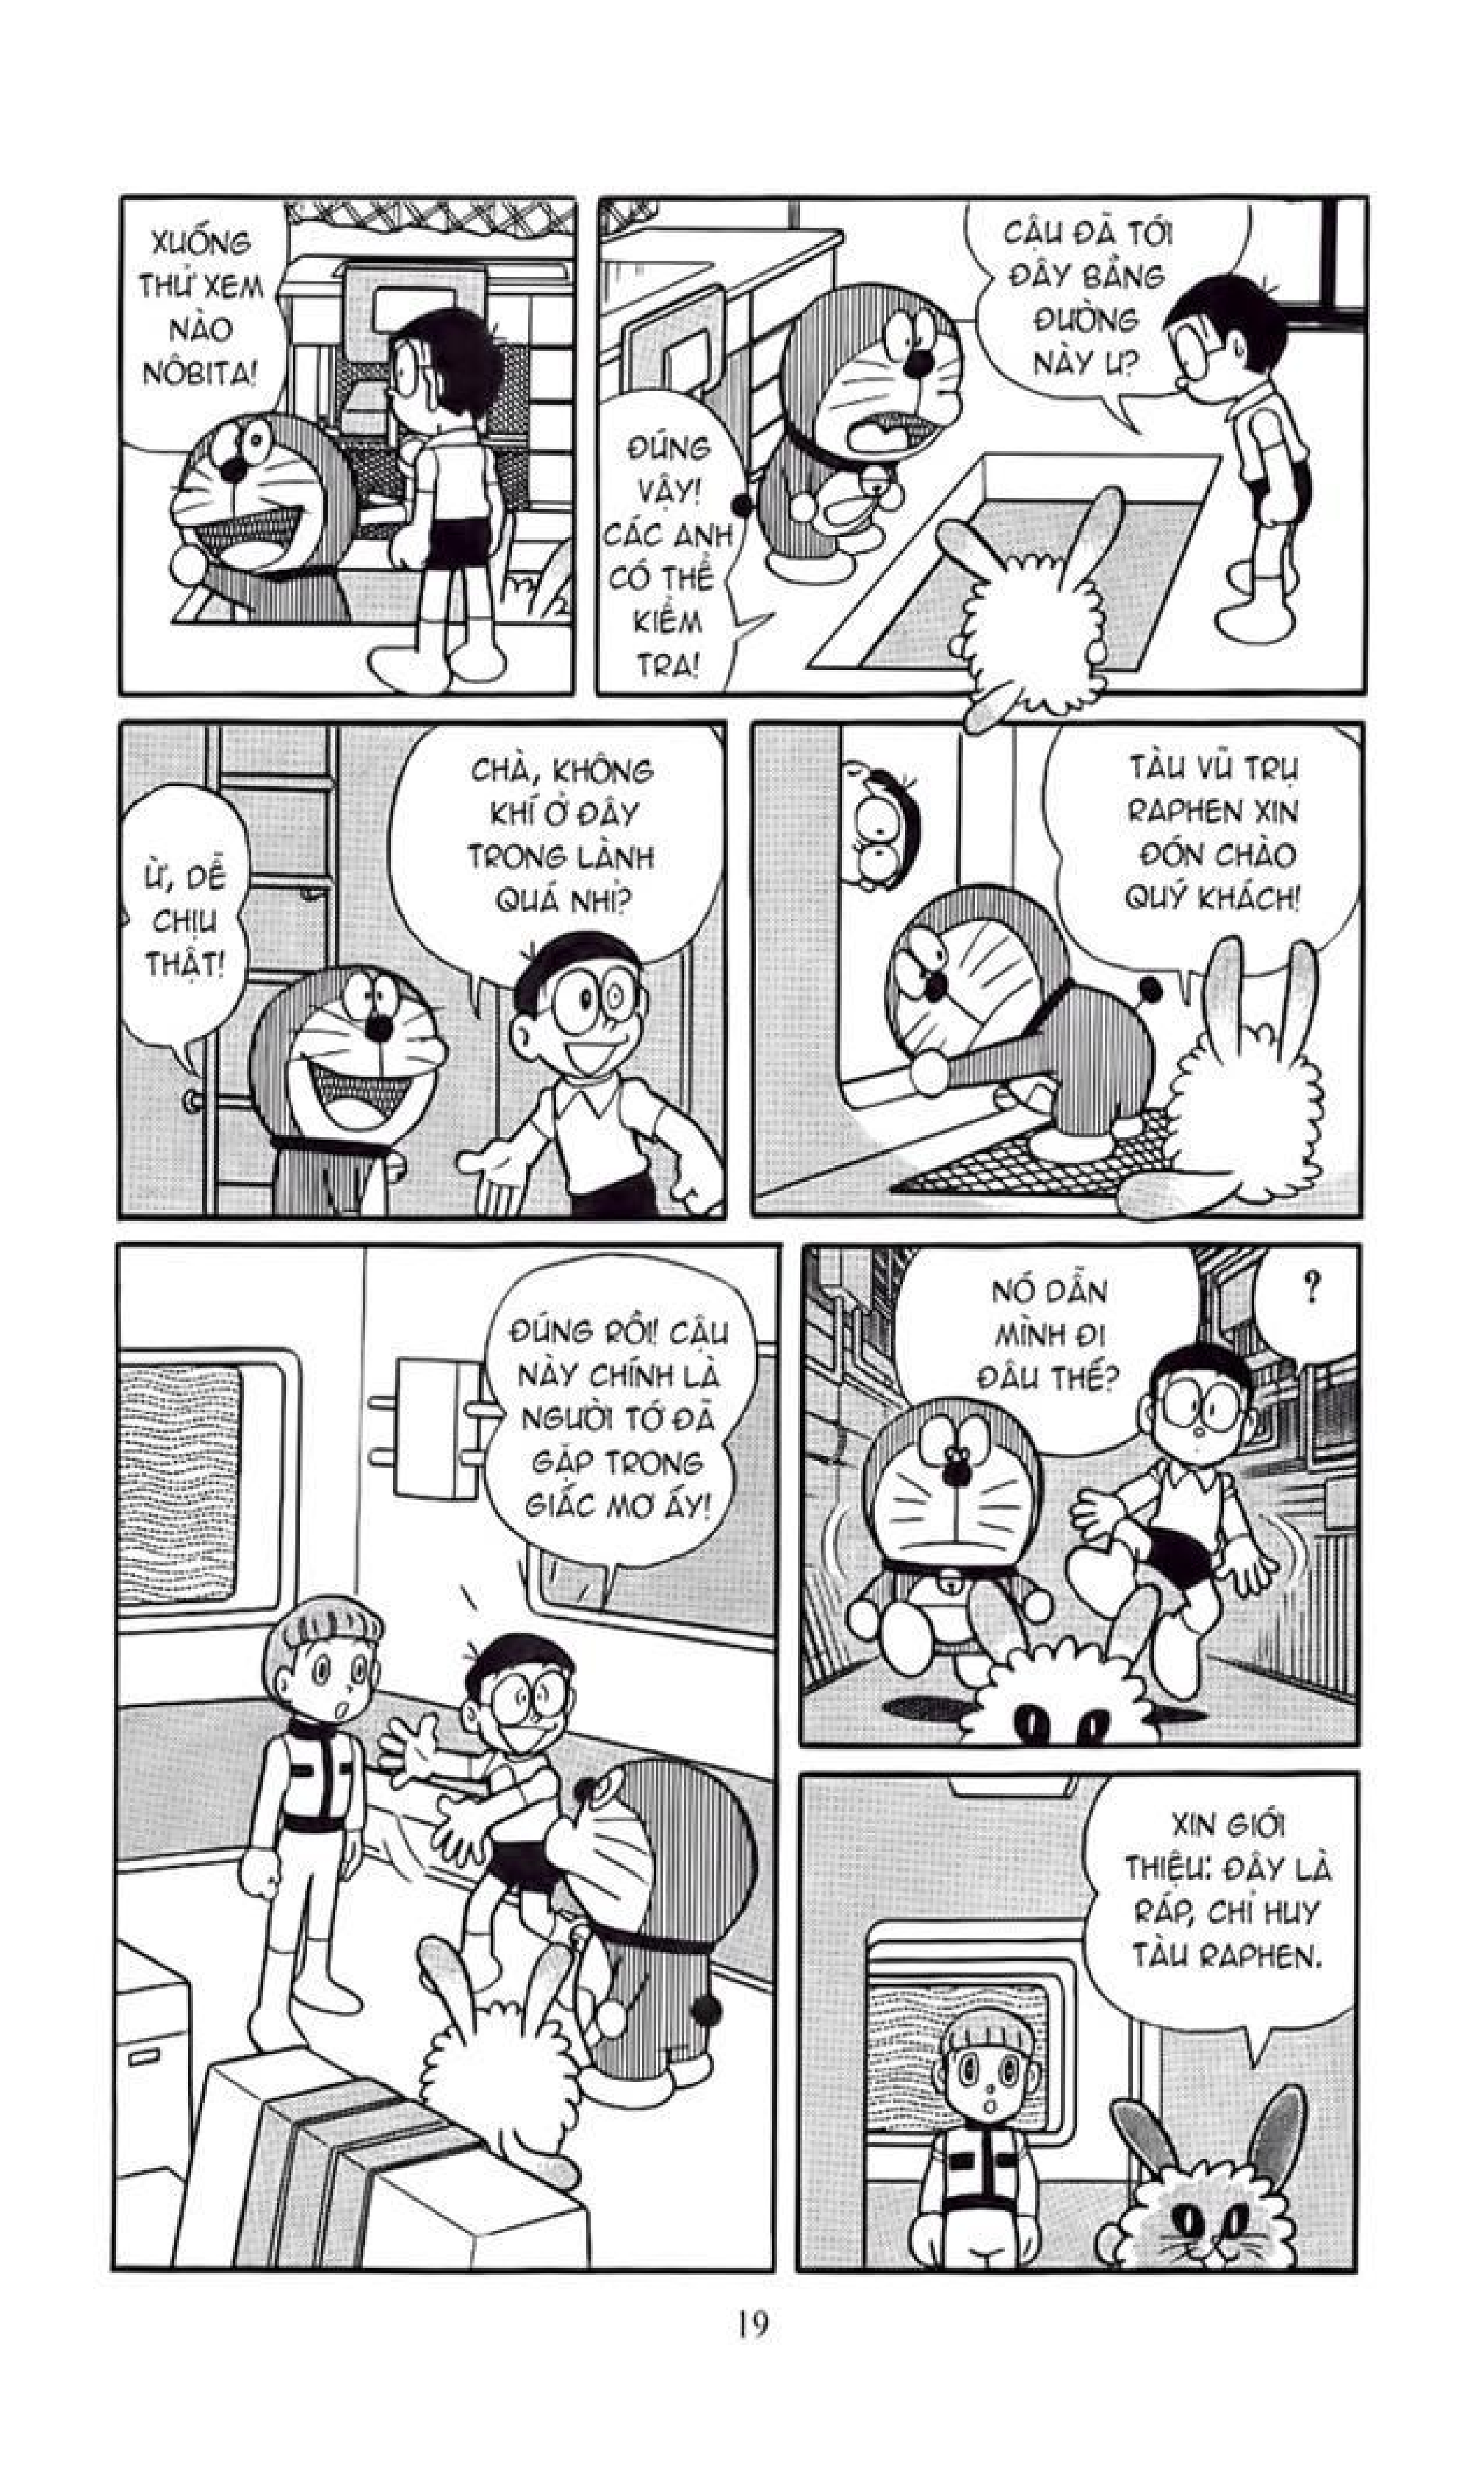 CẬU ĐÃ TỚI
ĐÂY BẰNG
ĐƯỜNG
NÀY Ư?
ĐÚNG
VẬY!
CÁC ANH
CÓ THỂ
KIỂM
TRA!
XUỐNG
THỬ XEM
NÀO
NÔBITA!
TÀU VŨ TRỤ
RAPHEN XIN
ĐÓN CHÀO
QUÝ KHÁCH!
CHÀ, KHÔNG
KHÍ Ở ĐÂY
TRONG LÀNH
QUÁ NHỈ?
Ừ, DỄ
CHỊU
THẬT!
?
NÓ DẪN
MÌNH ĐI
ĐÂU THẾ?
XIN GIỚI
THIỆU: ĐÂY LÀ
RÁP, CHỈ HUY
TÀU RAPHEN.
ĐÚNG RỒI! CẬU
NÀY CHÍNH LÀ
NGƯỜI TỚ ĐÃ
GẶP TRONG
GIẤC MƠ ẤY!
19